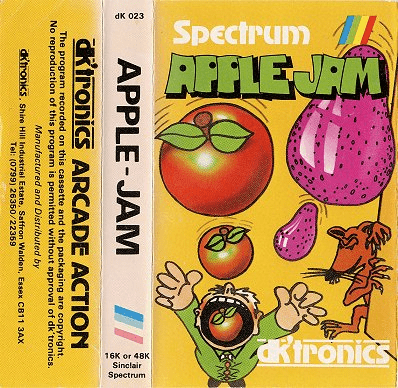 dk'tronics ARCADE ACTION
The program recorded on this cassette and the packaging are copyright.
No reproduction of this program is permitted without approval of dk'tronics.
Manufactured and Distributed by
dk'tronics, Shire Hill Industrial Estate, Saffron Walden, Essex CB11 3AX
Tel: (0799) 26350/22359
dK 023
APPLE-JAM
16K or 48K
Sinclair
Spectrum
Spectrum
APPLE JAM
dk'tronics